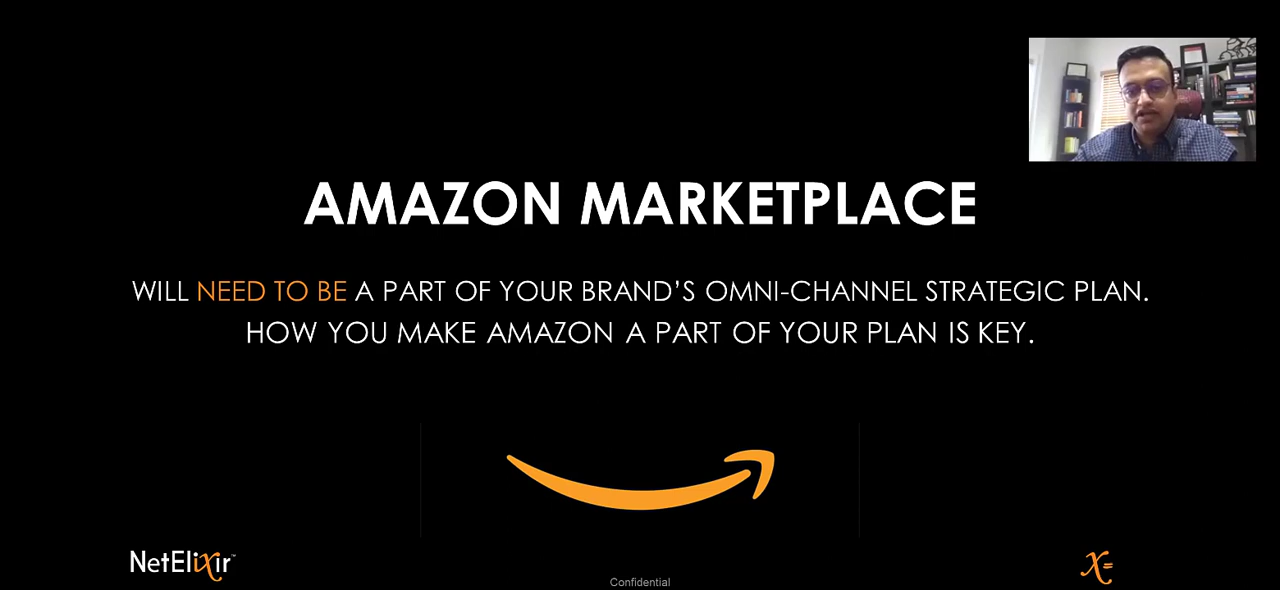 AMAZON MARKETPLACE
WILL NEED TO BE A PART OF YOUR BRAND’S OMNI-CHANNEL STRATEGIC PLAN.
HOW YOU MAKE AMAZON A PART OF YOUR PLAN IS KEY.
NetElixir™
X=
Confidential